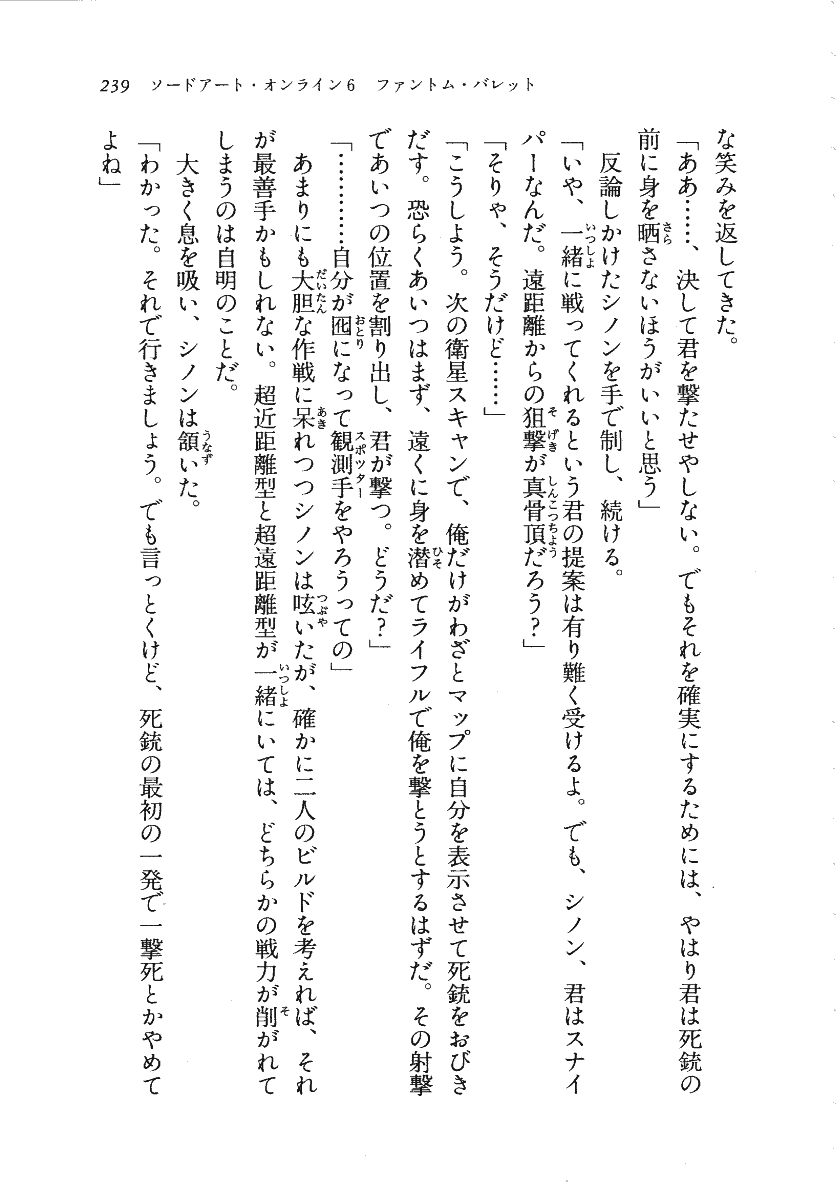 239 ソードアート・オンライン6 ファントム・バレット
な笑みを返してきた。
「ああ……、決して君を撃たせやしない。でもそれを確実にするためには、やはり君は死銃の
前に身を晒さないほうがいいと思う」
反論しかけたシノンを手で制し、続ける。
「いや、一緒に戦ってくれるという君の提案は有り難く受けるよ。でも、シノン、君はスナイ
パーなんだ。遠距離からの狙撃が真骨頂だろう?」
「そりゃ、そうだけど……」
「こうしよう。次の衛星スキャンで、俺だけがわざとマップに自分を表示させて死銃をおびき
だす。恐らくあいつはまず、遠くに身を潜めてライフルで俺を撃とうとするはずだ。その射撃
であいつの位置を割り出し、君が撃つ。どうだ?」
「…………自分が囮になって観測手をやろうっての」
あまりにも大胆な作戦に呆れつつシノンは呟いたが、確かに二人のビルドを考えれば、それ
が最善手かもしれない。超近距離型と超遠距離型が一緒にいては、どちらかの戦力が削がれて
しまうのは自明のことだ。
大きく息を吸い、シノンは頷いた。
「わかった。それで行きましょう。でも言っとくけど、死銃の最初の一発で一撃死とかやめて
よね」